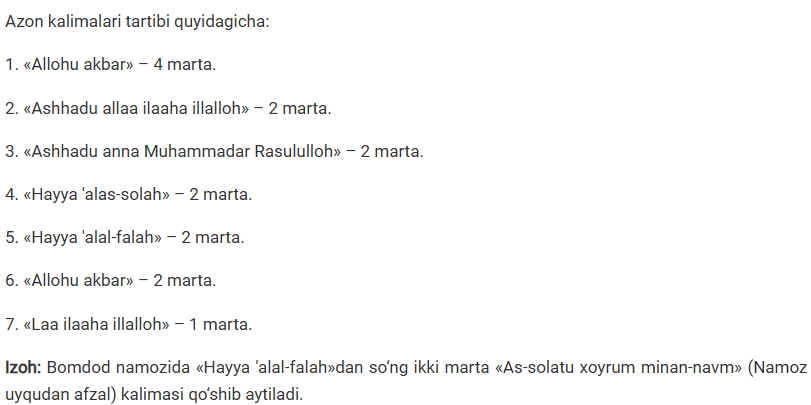 Azon kalimalari tartibi quyidagicha:
1. «Allohu akbar» – 4 marta.
2. «Ashhadu allaa ilaaha illalloh» – 2 marta.
3. «Ashhadu anna Muhammadar Rasululloh» – 2 marta.
4. «Hayya 'alas-solah» – 2 marta.
5. «Hayya 'alal-falah» – 2 marta.
6. «Allohu akbar» – 2 marta.
7. «Laa ilaaha illalloh» – 1 marta.
Izoh: Bomdod namozida «Hayya 'alal-falah»dan so‘ng ikki marta «As-solatu xoyrum minan-navm» (Namoz
uyqudan afzal) kalimasi qo‘shib aytiladi.